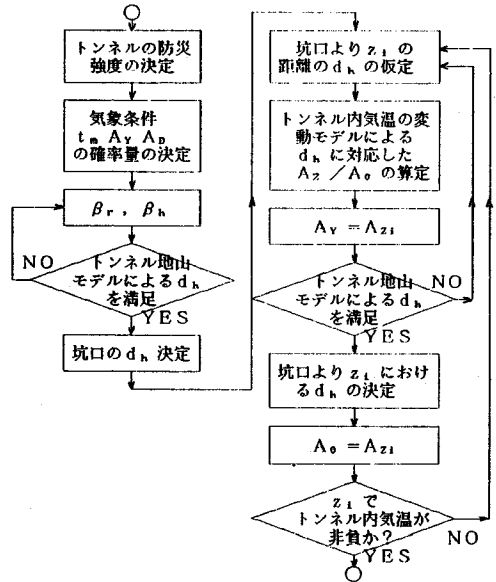 トンネルの防災
強度の決定
気象条件
tm AY AD
の確率量の決定
βr , βh
NO
トンネル地山
モデルによるdh
を満足
YES
坑口のdh 決定
坑口よりzi の
距離のdh の仮定
トンネル内気温の変
動モデルによる
dh に対応した
AZ /A0 の算定
AY =AZi
NO
トンネル地山
モデルによるdh
を満足
YES
坑口よりzi におけ
るdh の決定
A0 =AZi
zi で
トンネル内気温が
非負か?
NO
YES